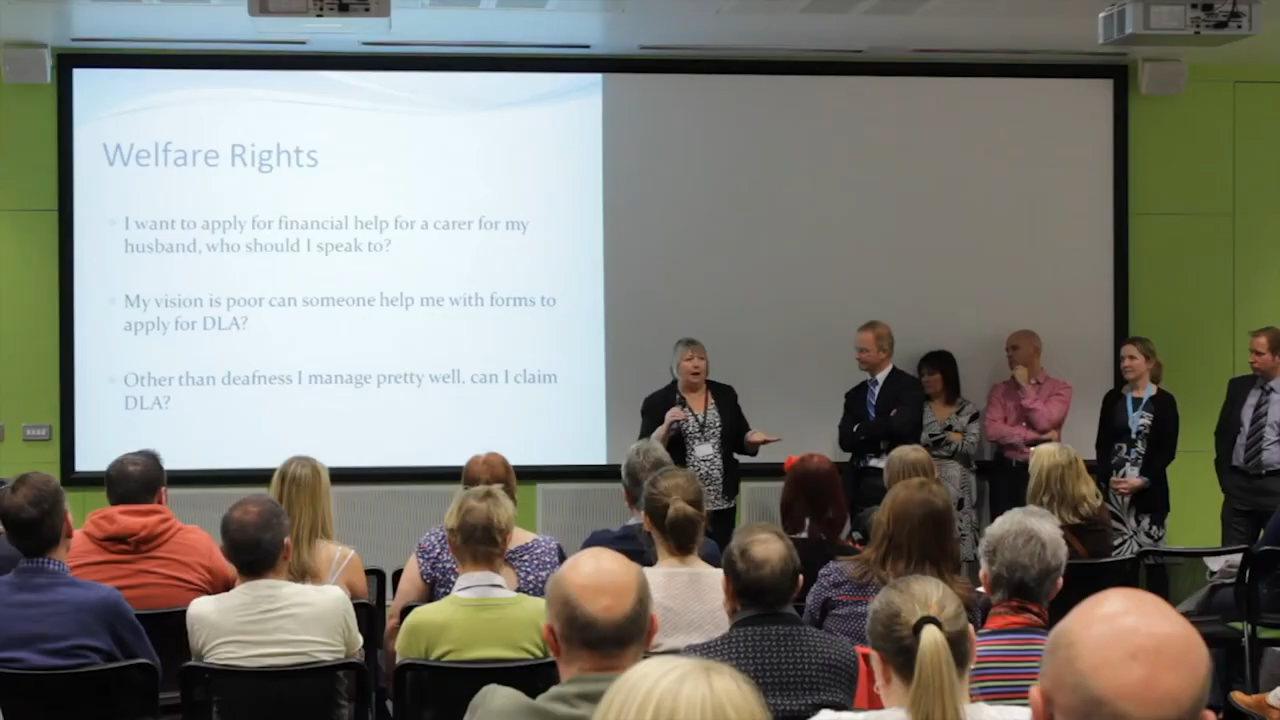 Welfare Rights
I want to apply for financial help for a carer for my
husband, who should I speak to?
My vision is poor can someone help me with forms to
apply for DLA?
Other than deafness I manage pretty well, can I claim
DLA?